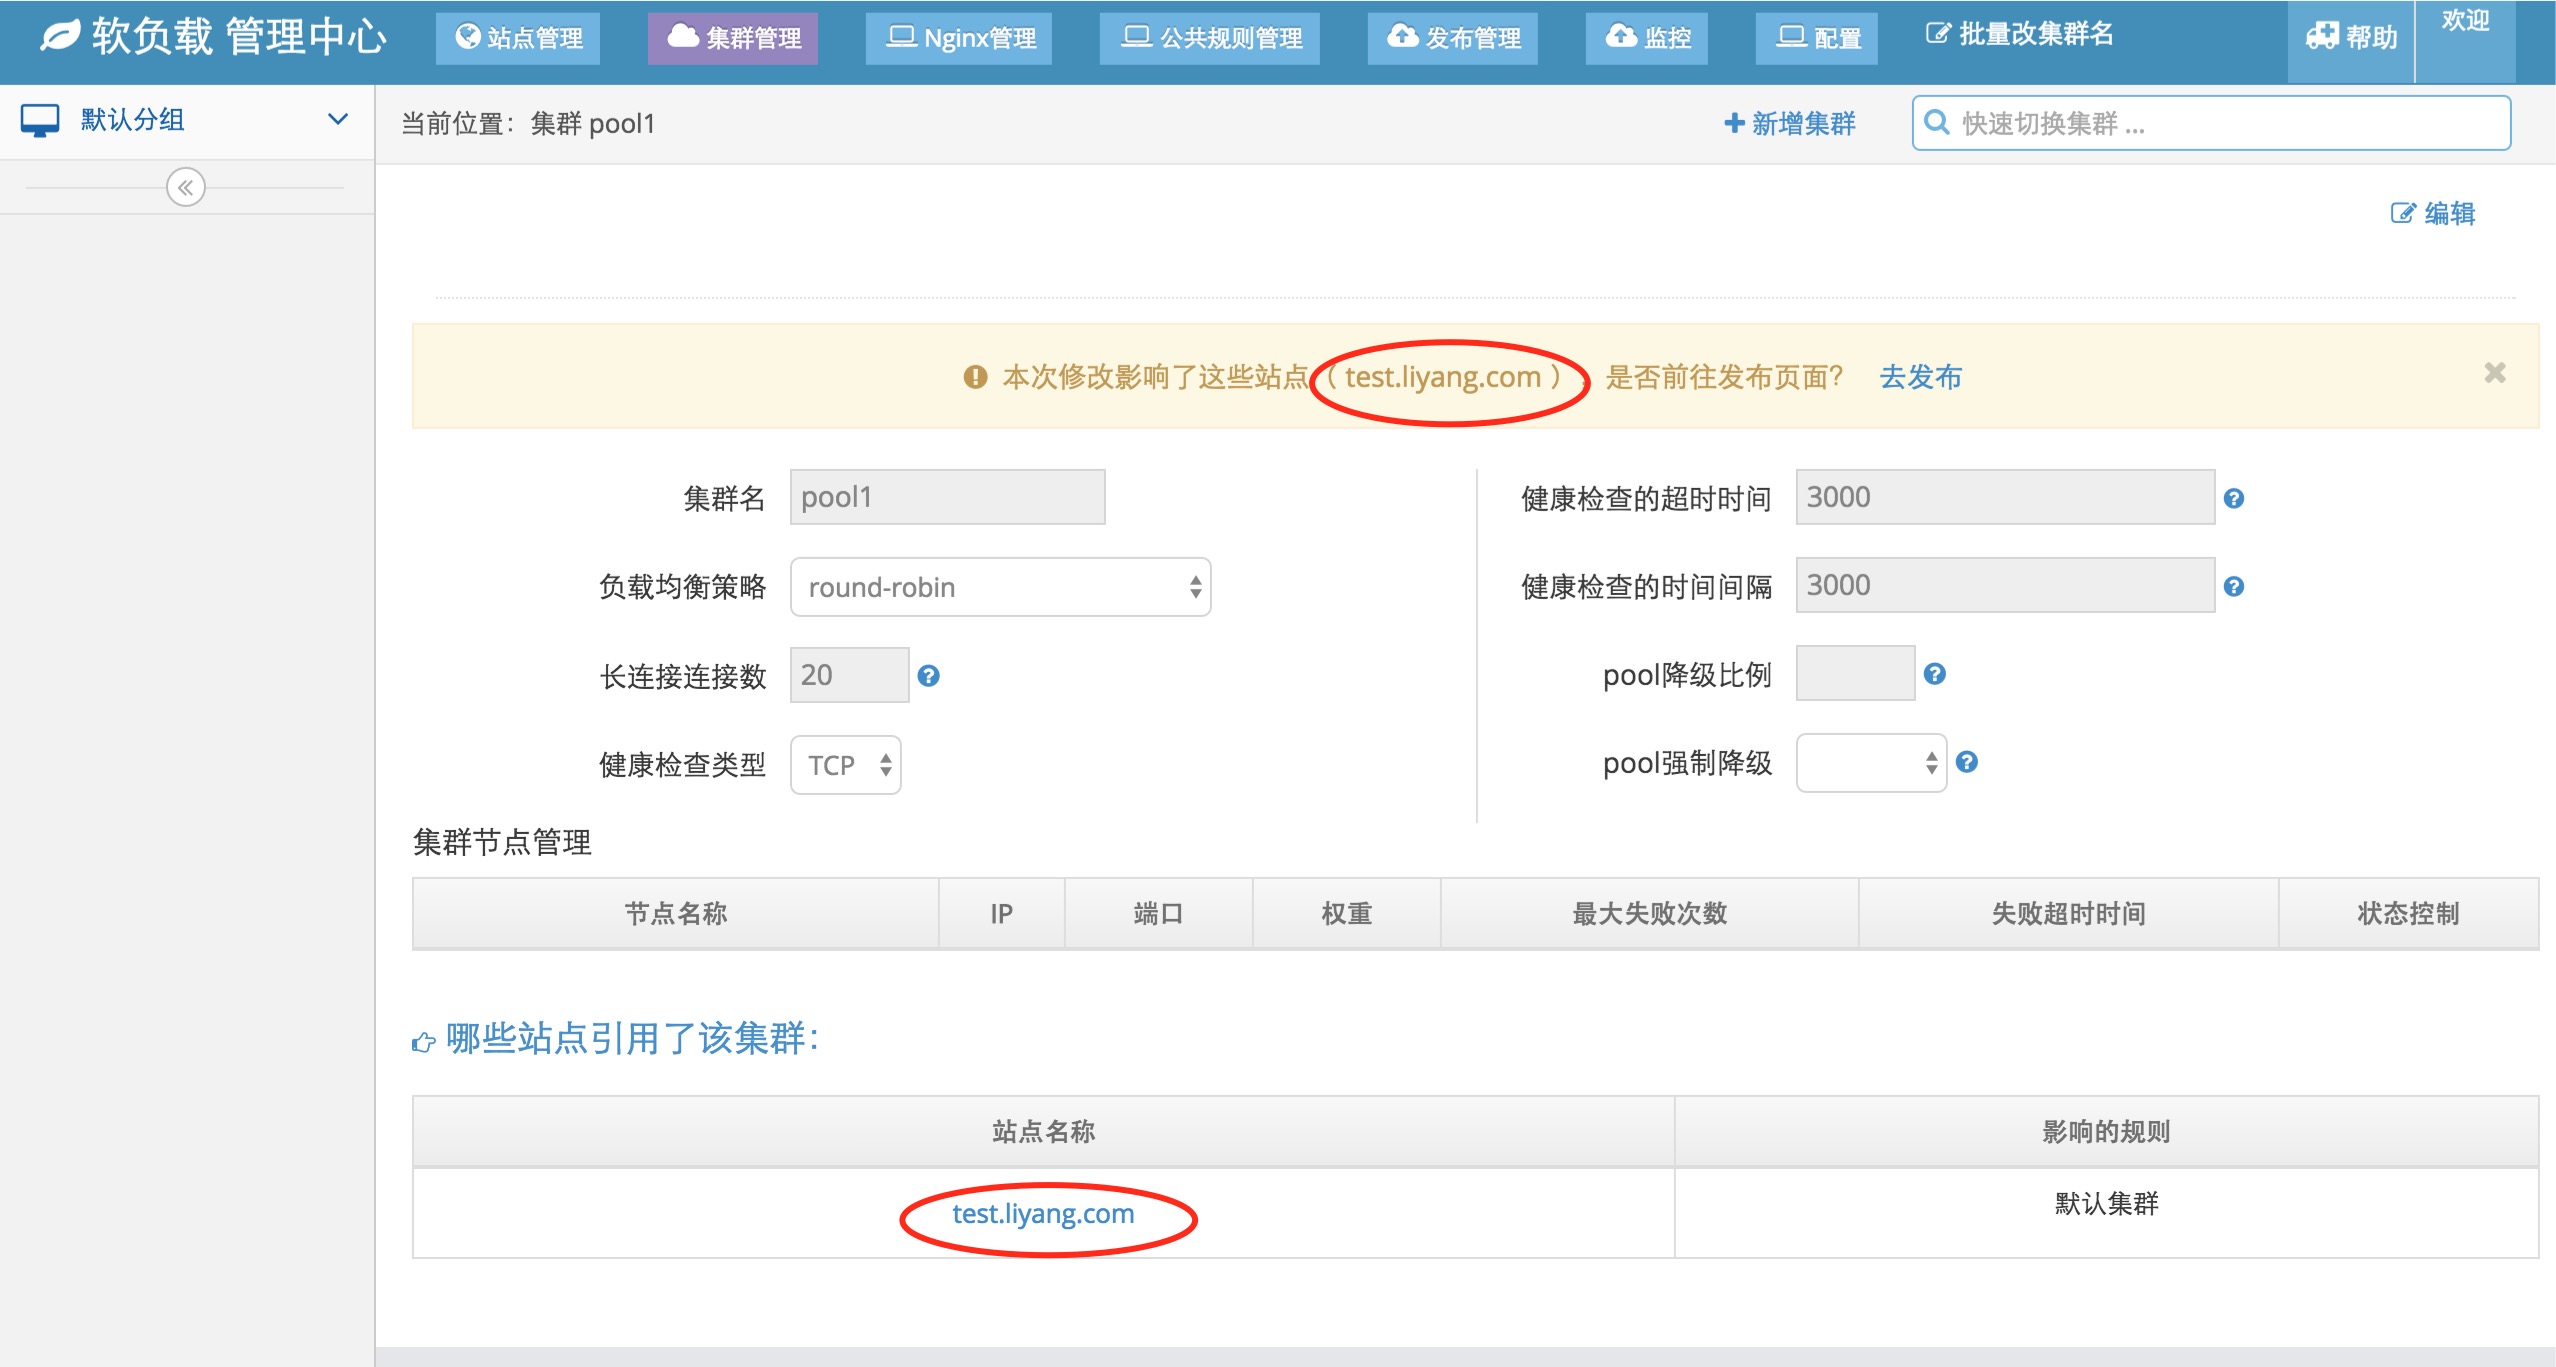 软负载 管理中心 站点管理 集群管理 Nginx管理 公共规则管理 发布管理 监控 配置 批量改集群名 帮助 欢迎
默认分组
当前位置：集群 pool1 新增集群 快速切换集群 ...
编辑
本次修改影响了这些站点（ test.liyang.com ）， 是否前往发布页面？ 去发布
集群名 pool1 健康检查的超时时间 3000
负载均衡策略 round-robin 健康检查的时间间隔 3000
长连接连接数 20 pool降级比例
健康检查类型 TCP pool强制降级
集群节点管理
节点名称 IP 端口 权重 最大失败次数 失败超时时间 状态控制
哪些站点引用了该集群：
站点名称 影响的规则
test.liyang.com 默认集群